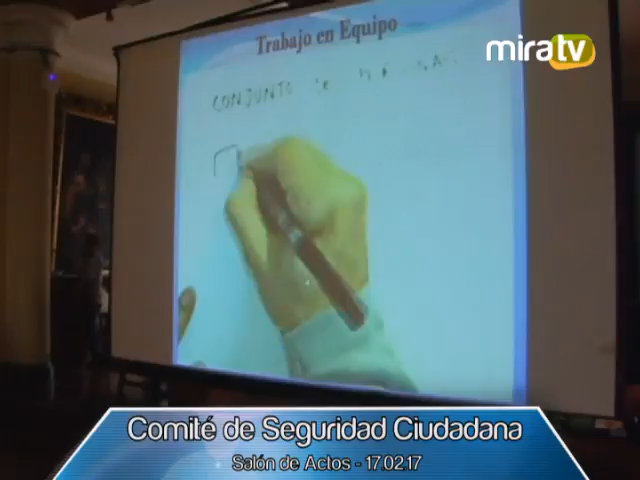 Trabajo en Equipo
miratv
CONJUNTO
Comité de Seguridad Ciudadana
Salón de Actos - 17.02.17